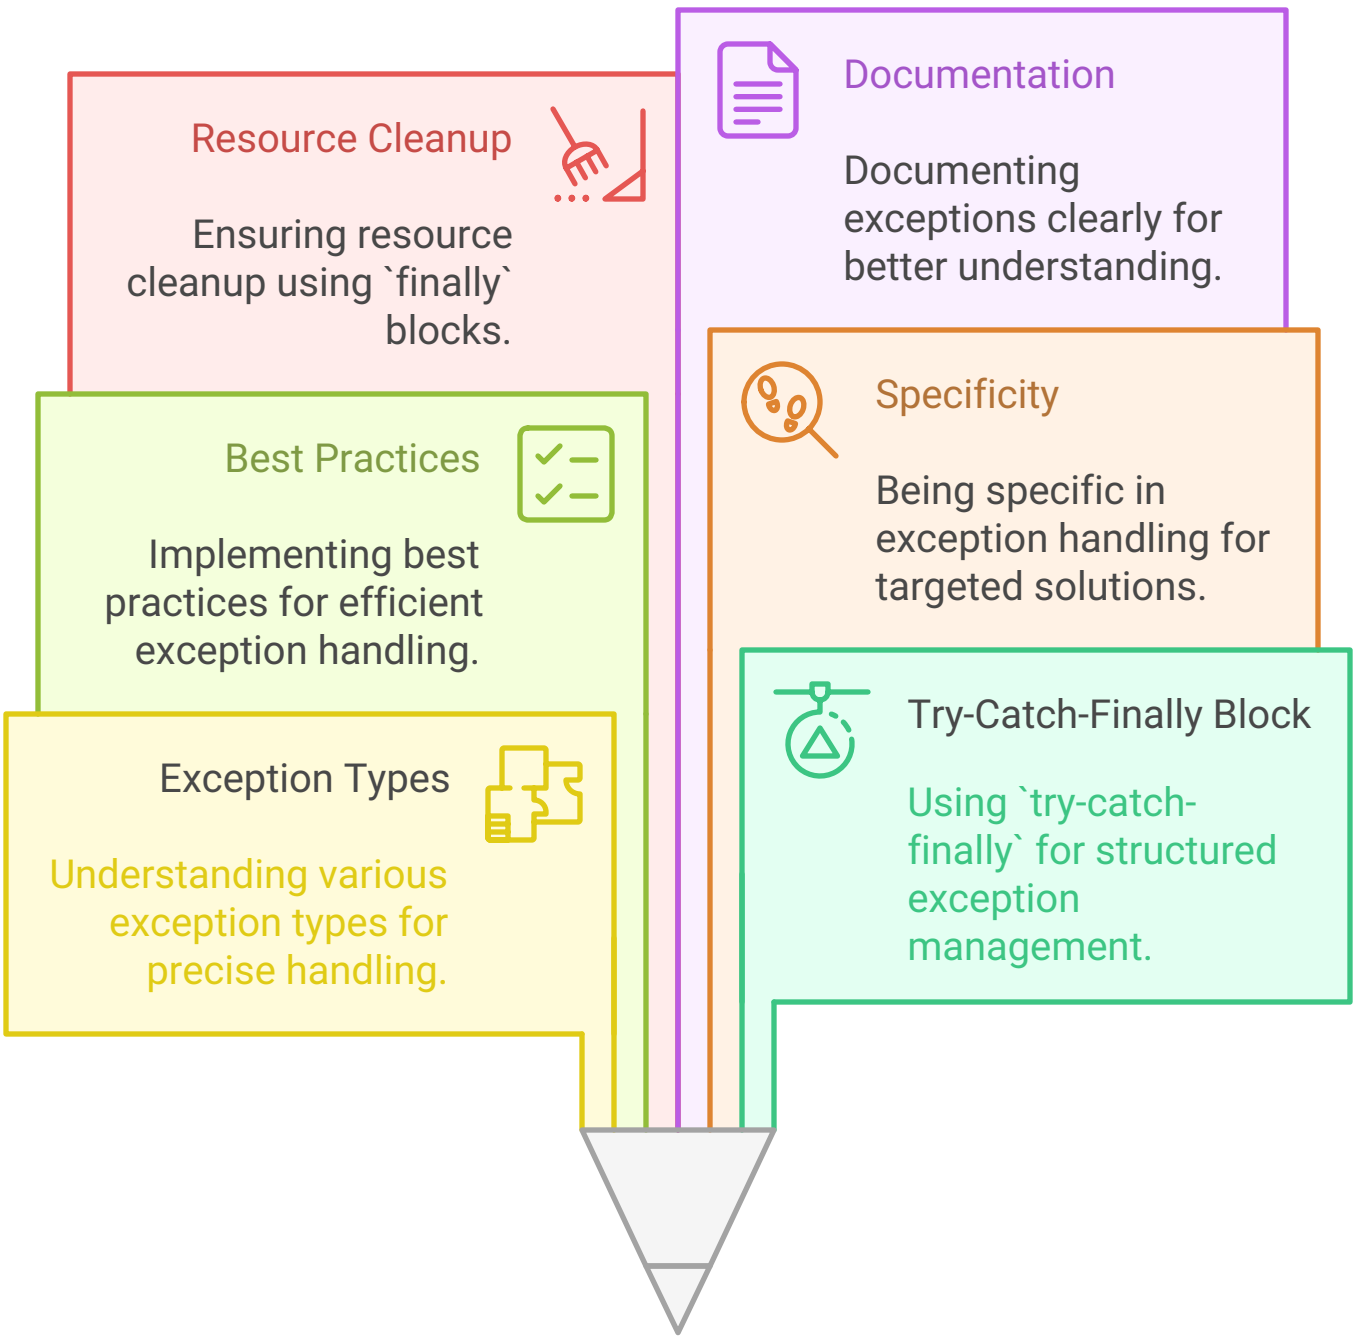 Resource Cleanup
Ensuring resource
cleanup using `finally`
blocks.
Documentation
Documenting
exceptions clearly for
better understanding.
Best Practices
Implementing best
practices for efficient
exception handling.
Specificity
Being specific in
exception handling for
targeted solutions.
Exception Types
Understanding various
exception types for
precise handling.
Try-Catch-Finally Block
Using `try-catch-
finally` for structured
exception
management.